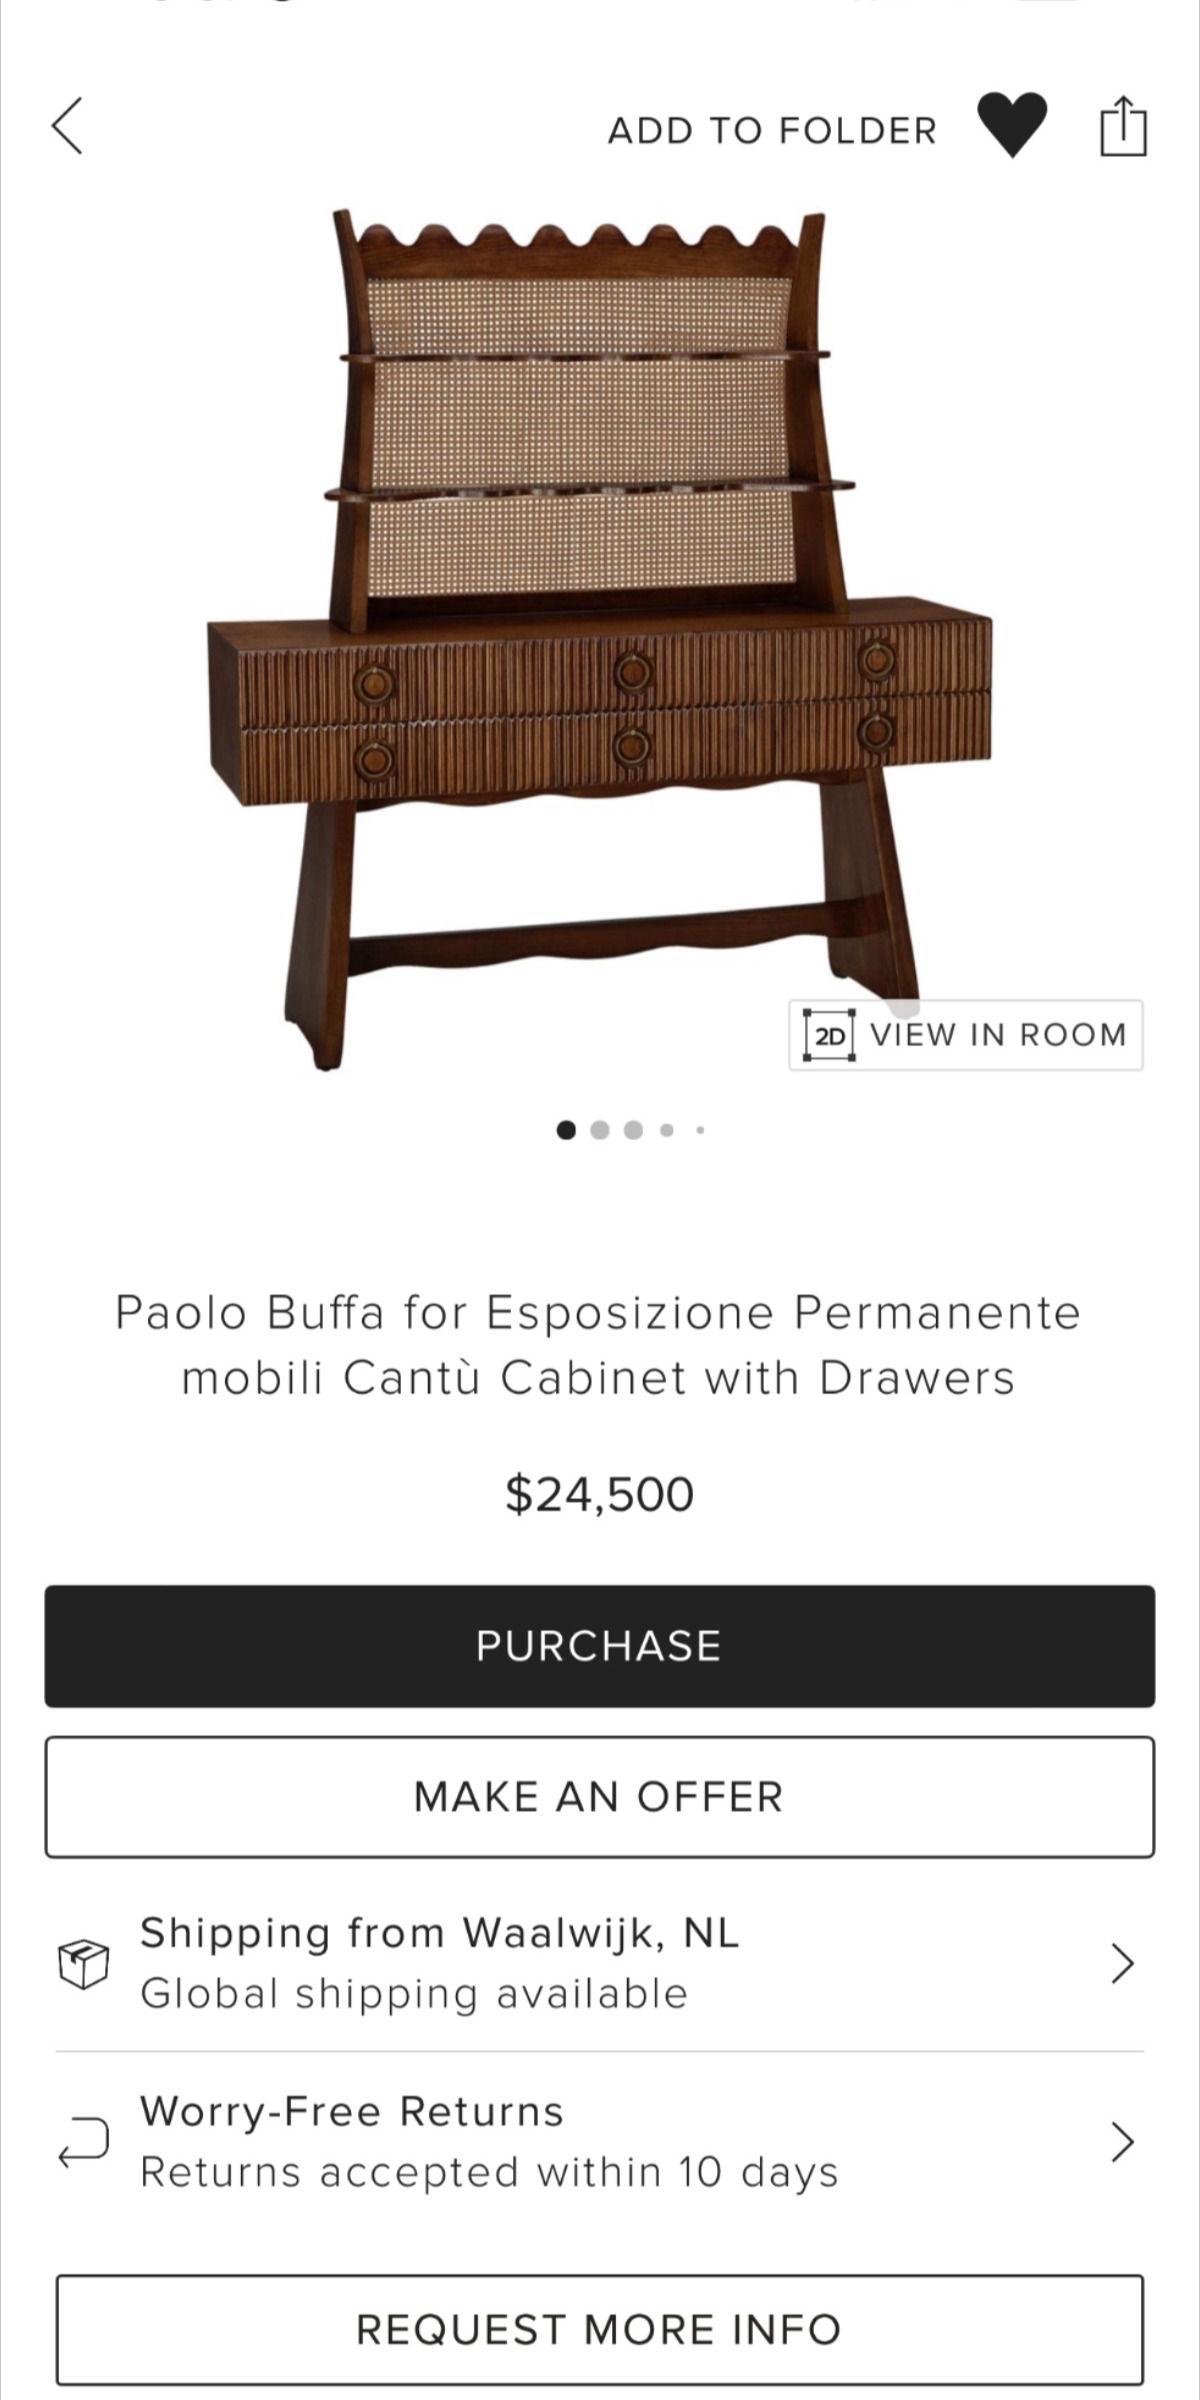 ADD TO FOLDER
2D VIEW IN ROOM
Paolo Buffa for Esposizione Permanente
mobili Cantù Cabinet with Drawers
$24,500
PURCHASE
MAKE AN OFFER
Shipping from Waalwijk, NL
Global shipping available
Worry-Free Returns
Returns accepted within 10 days
REQUEST MORE INFO